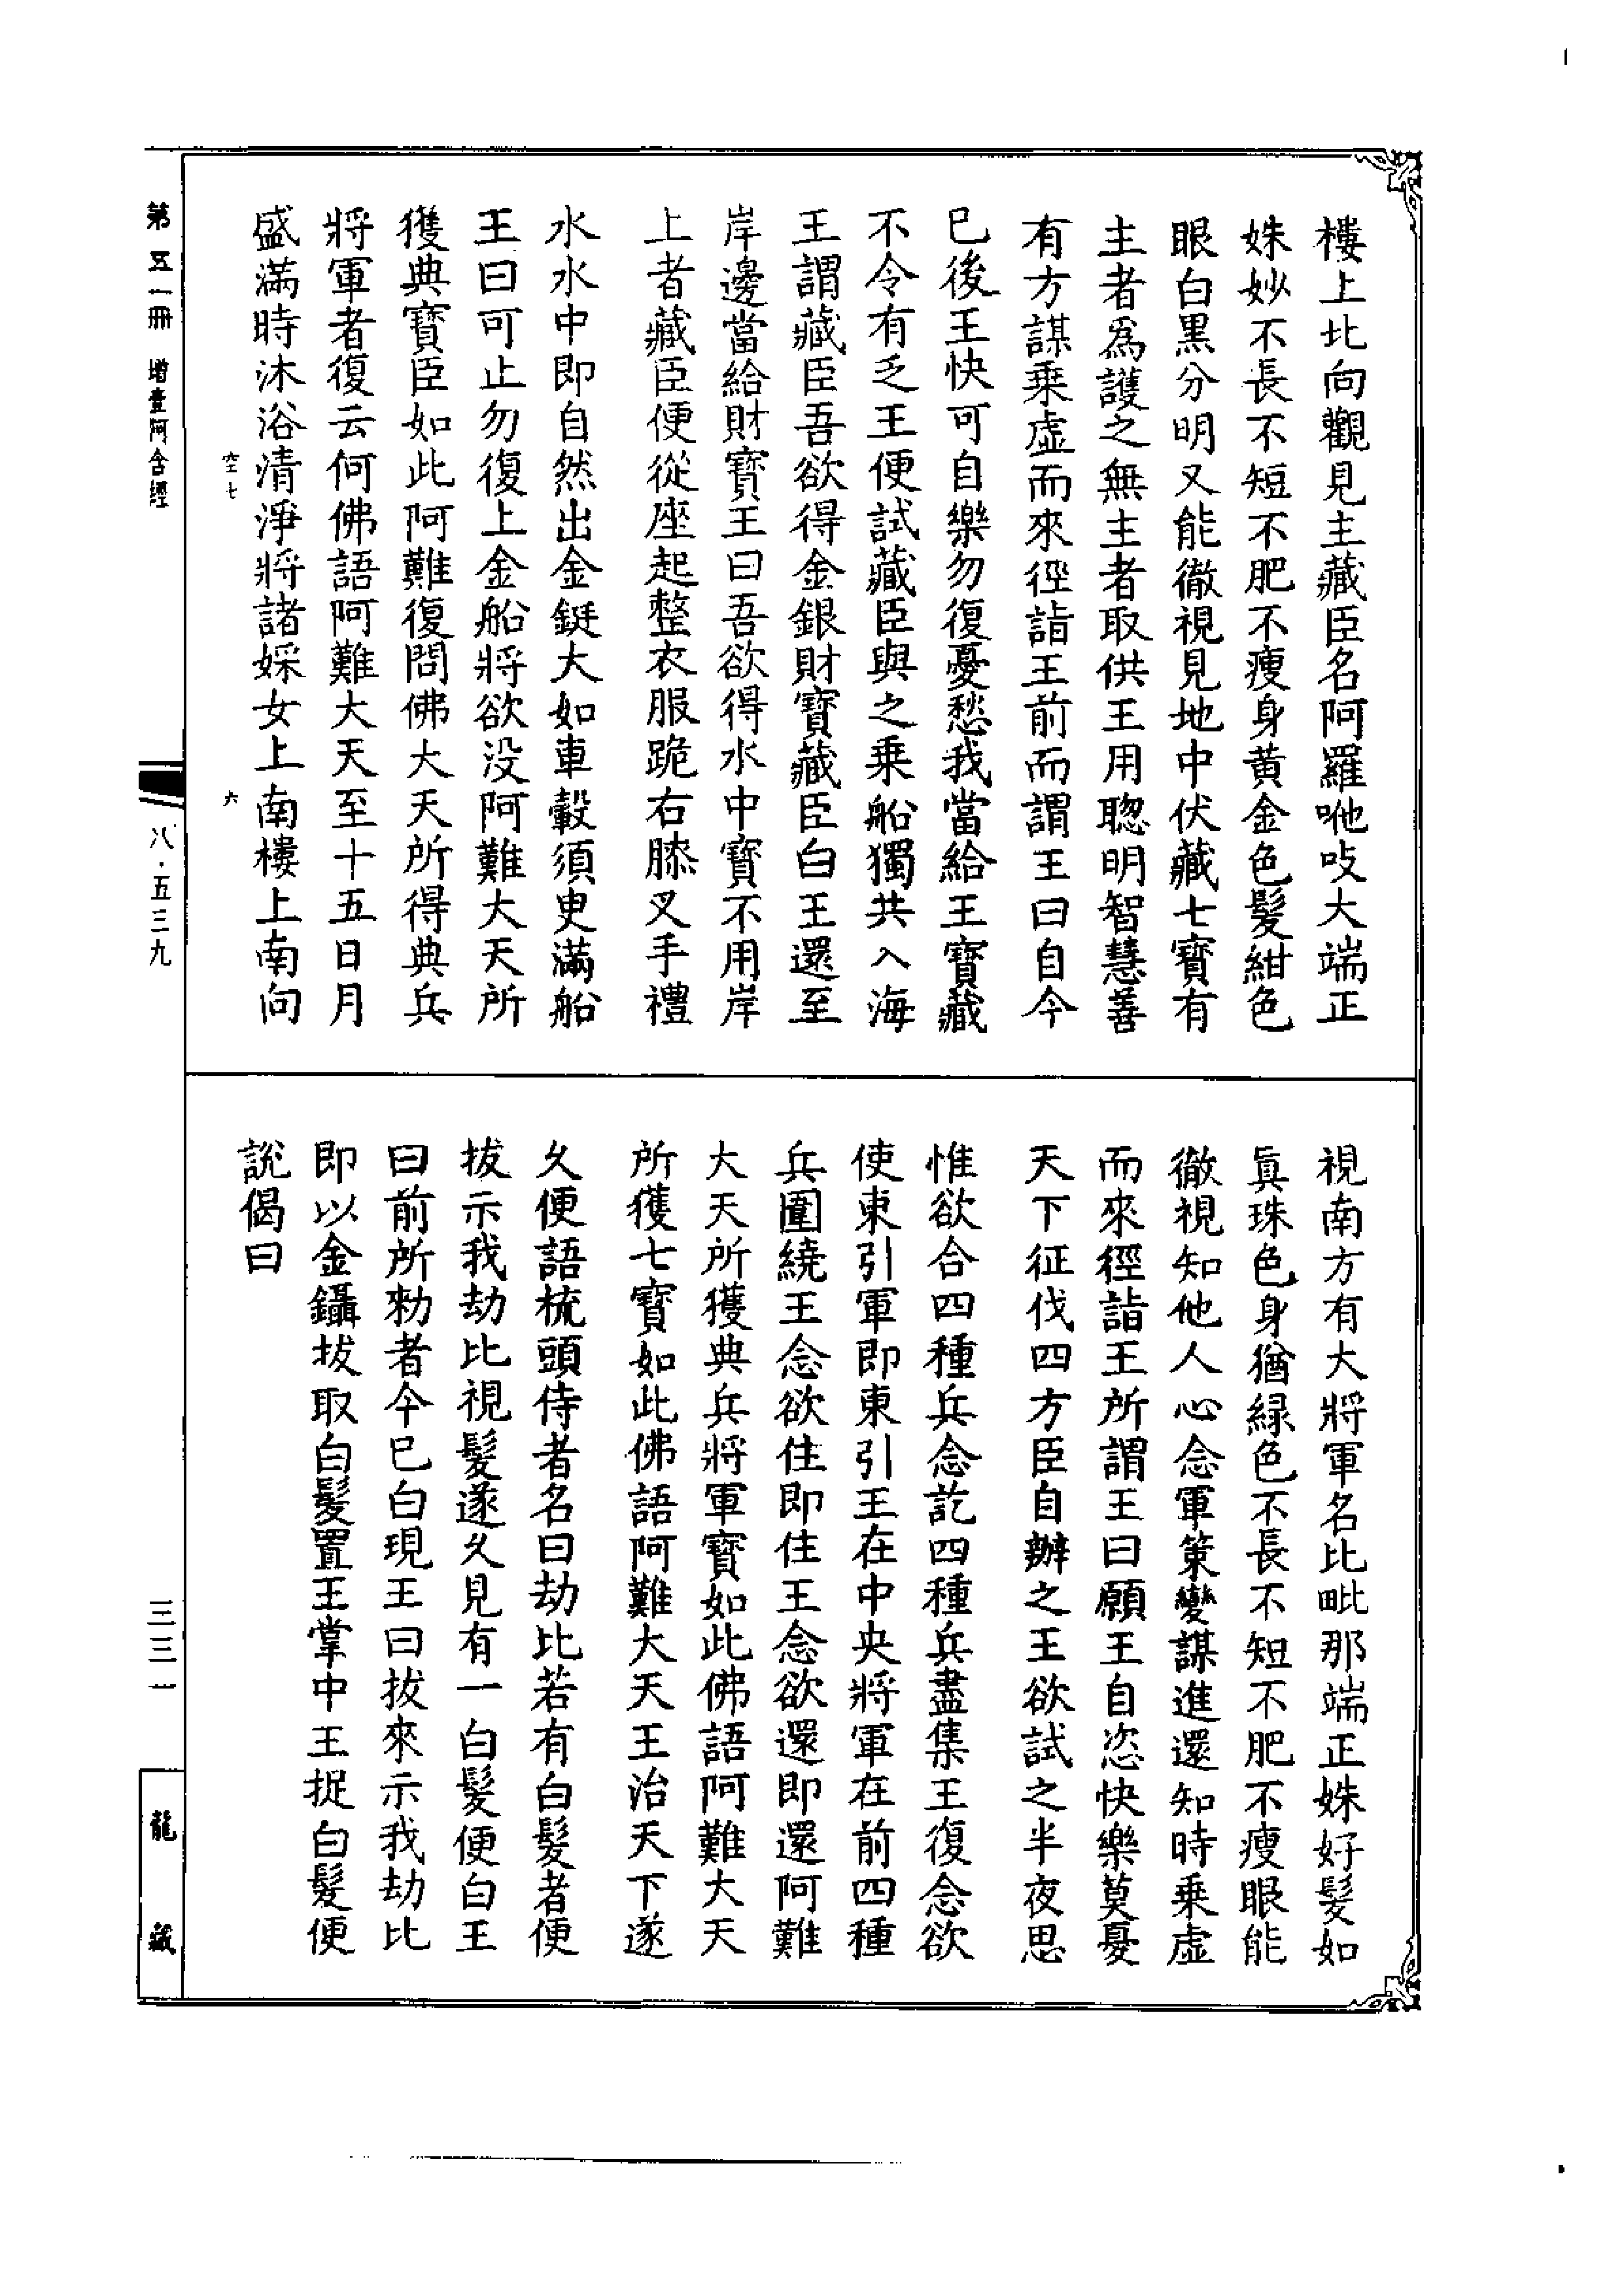 樓上北向觀見主藏臣名阿羅呭吱大端正
姝妙不長不短不肥不瘦身黃金色髮紺色
眼白黑分明又能徹視見地中伏藏七寶有
主者爲護之無主者取供王用聰明智慧善
有方謀乗虛而來徑詣王前而謂王曰自今
已後王快可自樂勿復憂愁我當給王寶藏
不令有乏王便試藏臣與之乗船獨共入海
王謂藏臣吾欲得金銀財寶藏臣白王還至
岸邊當給財寶王曰吾欲得水中寶不用岸
上者藏臣便從座起整衣服跪右膝叉手禮
水水中即自然出金鋌大如車轂須臾滿船
王曰可止勿復上金船將欲没阿難大天所
獲典寶臣如此阿難復問佛大天所得典兵
將軍者復云何佛語阿難大天至十五日月
盛滿時沐浴清淨將諸婇女上南樓上南向
空七 六
視南方有大將軍名比毗那端正姝好髮如
眞珠色身猶綠色不長不短不肥不瘦眼能
徹視知他人心念軍策變謀進還知時乗虛
而來徑詣王所謂王曰願王自恣快樂莫憂
天下征伐四方臣自辦之王欲試之半夜思
惟欲合四種兵念訖四種兵盡集王復念欲
使東引軍即東引王在中央將軍在前四種
兵圍繞王念欲住即住王念欲還即還阿難
大天所獲典兵將軍寶如此佛語阿難大天
所獲七寶如此佛語阿難大天王治天下遂
久便語梳頭侍者名曰劫比若有白髮者便
拔示我劫比視髮遂久見有一白髮便白王
曰前所勑者今已白現王曰拔來示我劫比
即以金鑷拔取白髮置王掌中王捉白髮便
說偈曰
第五一冊 增壹阿含經
八·五三九
三三一
龍藏